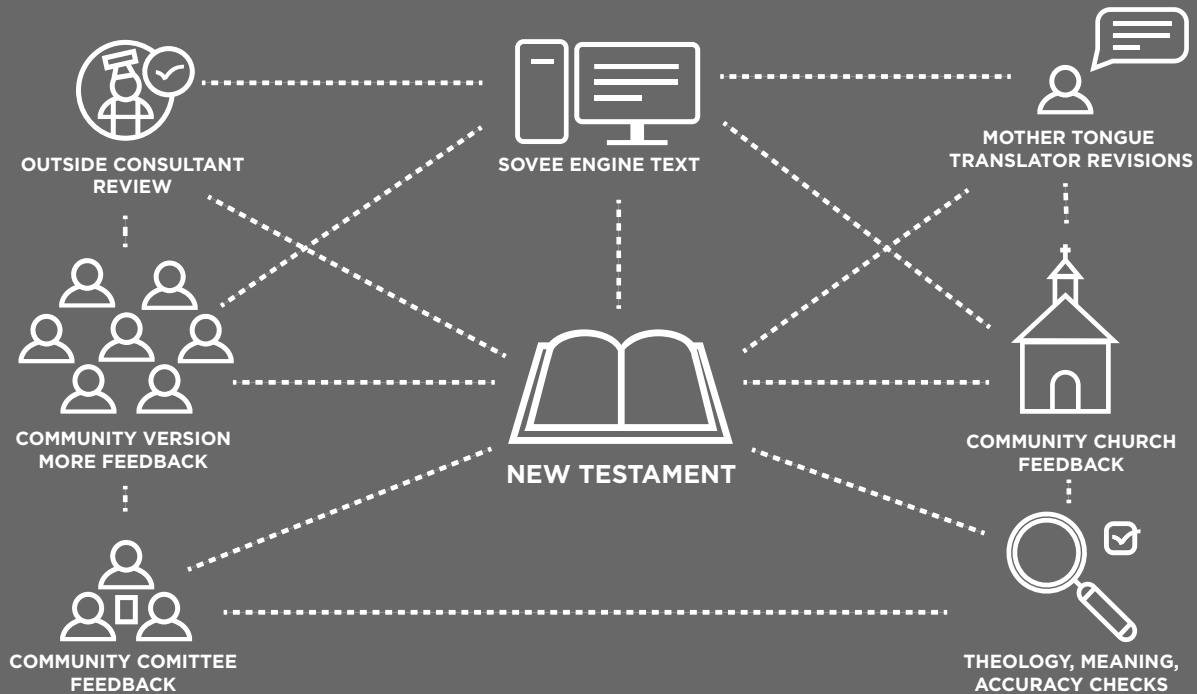 OUTSIDE CONSULTANT
REVIEW
SOVEE ENGINE TEXT
MOTHER TONGUE
TRANSLATOR REVISIONS
COMMUNITY VERSION
MORE FEEDBACK
NEW TESTAMENT
COMMUNITY CHURCH
FEEDBACK
COMMUNITY COMITTEE
FEEDBACK
THEOLOGY, MEANING,
ACCURACY CHECKS